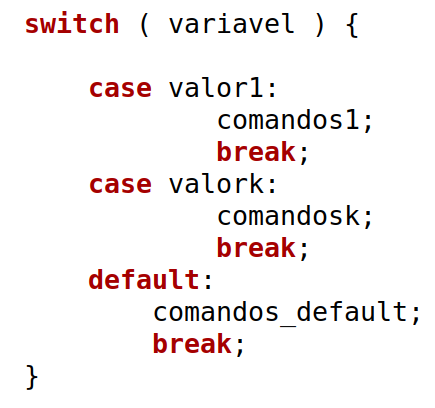 switch ( variavel ) {
case valor1:
comandos1;
break;
case valork:
comandosk;
break;
default:
comandos_default;
break;
}